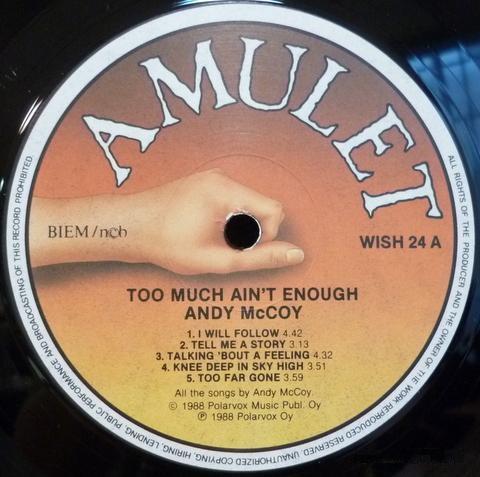 AMULET
BIEM/ncb
WISH 24 A
TOO MUCH AIN'T ENOUGH
ANDY McCOY
1. I WILL FOLLOW 4.42
2. TELL ME A STORY 3.13
3. TALKING 'BOUT A FEELING 4.32
4. KNEE DEEP IN SKY HIGH 3.51
5. TOO FAR GONE 3.59
All the songs by Andy McCoy.
© 1988 Polarvox Music Publ. Oy
℗ 1988 Polarvox Oy
ALL RIGHTS OF THE PRODUCER AND THE OWNER OF THE WORK REPRODUCED RESERVED. UNAUTHORIZED COPYING, HIRING, LENDING, PUBLIC PERFORMANCE AND BROADCASTING OF THIS RECORD PROHIBITED.